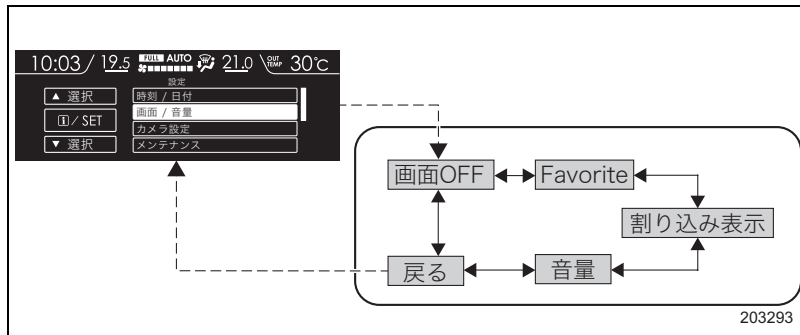 10:03 / 19.5 FULL AUTO 21.0 OUT TEMP 30℃
設定
▲ 選択
時刻 / 日付
画面 / 音量
i / SET
カメラ設定
▼ 選択
メンテナンス
画面OFF
Favorite
割り込み表示
戻る
音量
203293